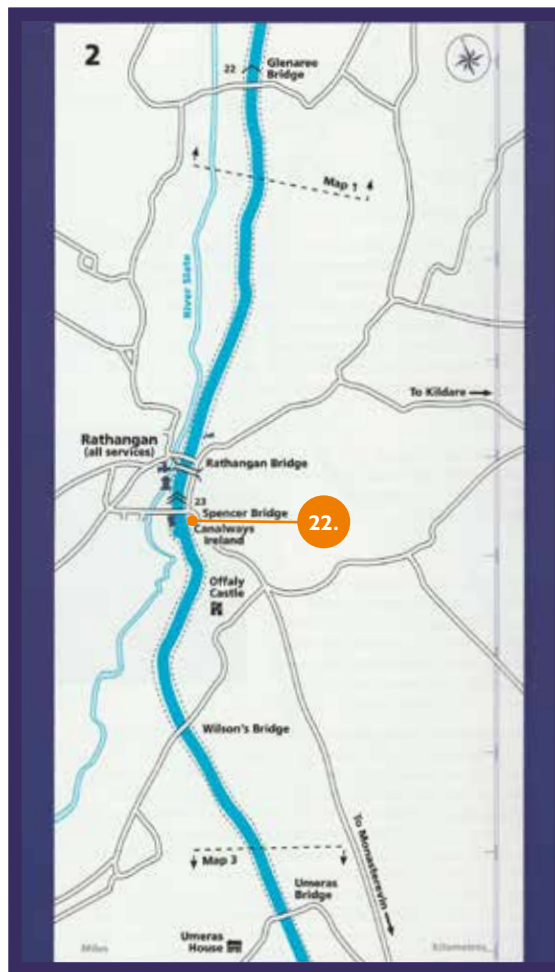 2
22
Glenaree
Bridge
Map 1
River Slate
To Kildare
Rathangan
(all services)
Rathangan Bridge
23
Spencer Bridge
22.
Canalways
Ireland
Offaly
Castle
Wilson's Bridge
To Monasterevin
Map 3
Umeras
Bridge
Umeras
House
Miles
Kilometres